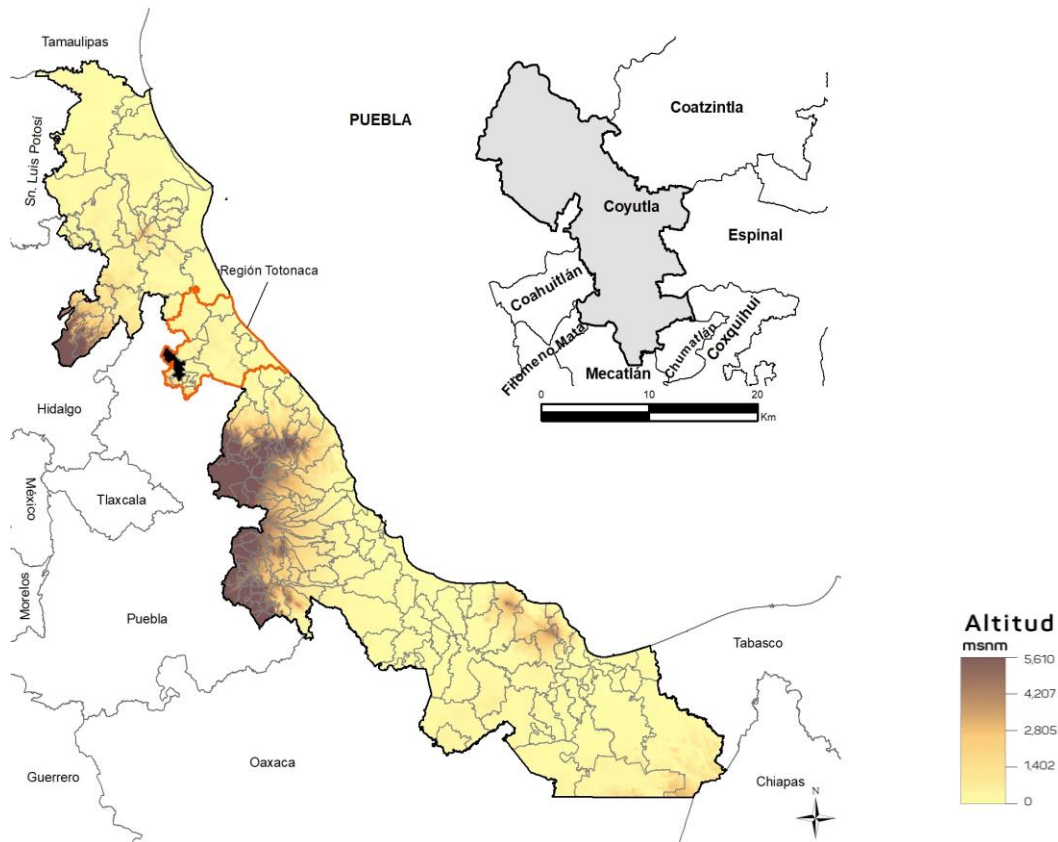 Tamaulipas
Sn. Luis Potosí
PUEBLA
Coatzintla
Coyutla
Espinal
Región Totonaca
Coahuitlán
Filomeno Mata
Mecatlán
Chumatlán
Coxquihui
0 10 20
Km
Hidalgo
México
Tlaxcala
Morelos
Puebla
Guerrero
Oaxaca
Tabasco
Chiapas
N
Altitud
msnm
5,610
4,207
2,805
1402
0